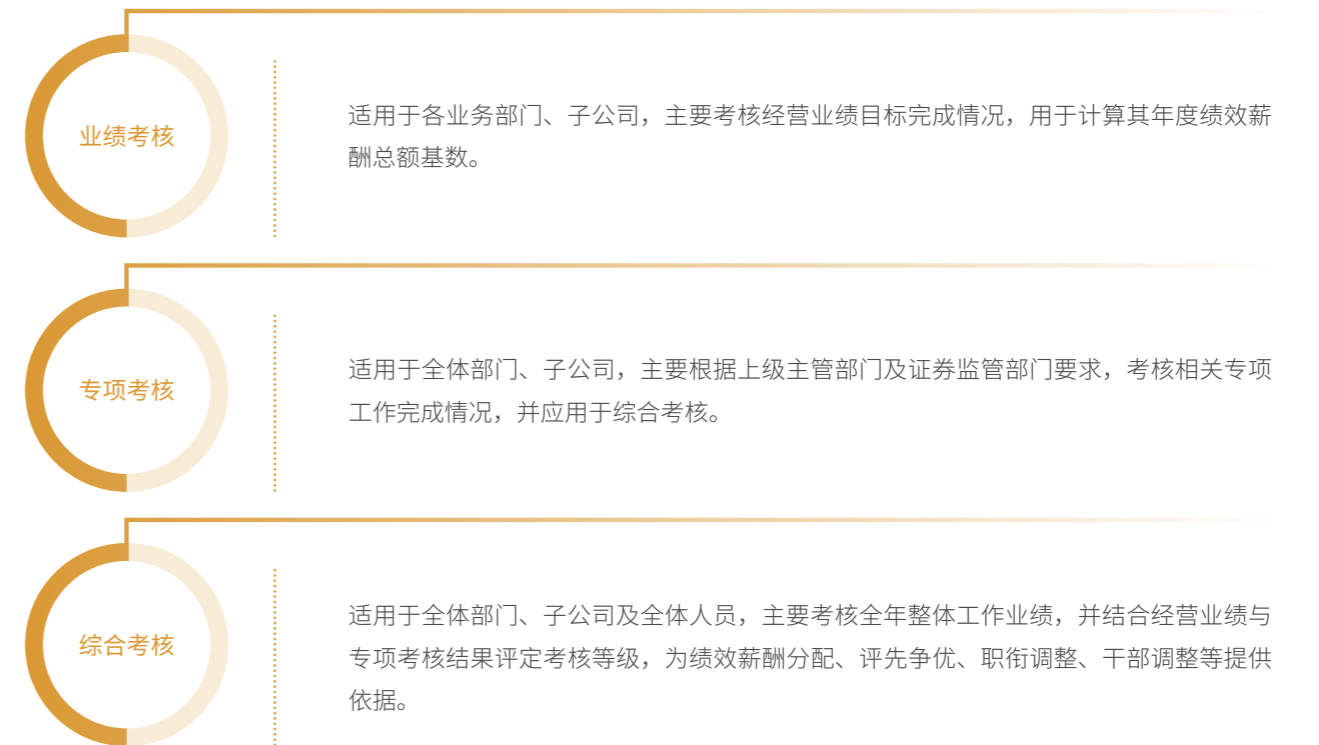 业绩考核
适用于各业务部门、子公司，主要考核经营业绩目标完成情况，用于计算其年度绩效薪
酬总额基数。
专项考核
适用于全体部门、子公司，主要根据上级主管部门及证券监管部门要求，考核相关专项
工作完成情况，并应用于综合考核。
综合考核
适用于全体部门、子公司及全体人员，主要考核全年整体工作业绩，并结合经营业绩与
专项考核结果评定考核等级，为绩效薪酬分配、评先争优、职衔调整、干部调整等提供
依据。